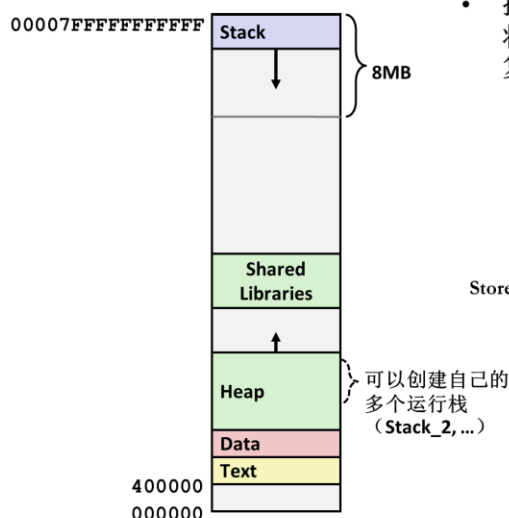 00007FFFFFFFFFFF
Stack
8MB
Shared
Libraries
Store
Heap
可以创建自己的
多个运行栈
（Stack_2, …）
Data
Text
400000
000000